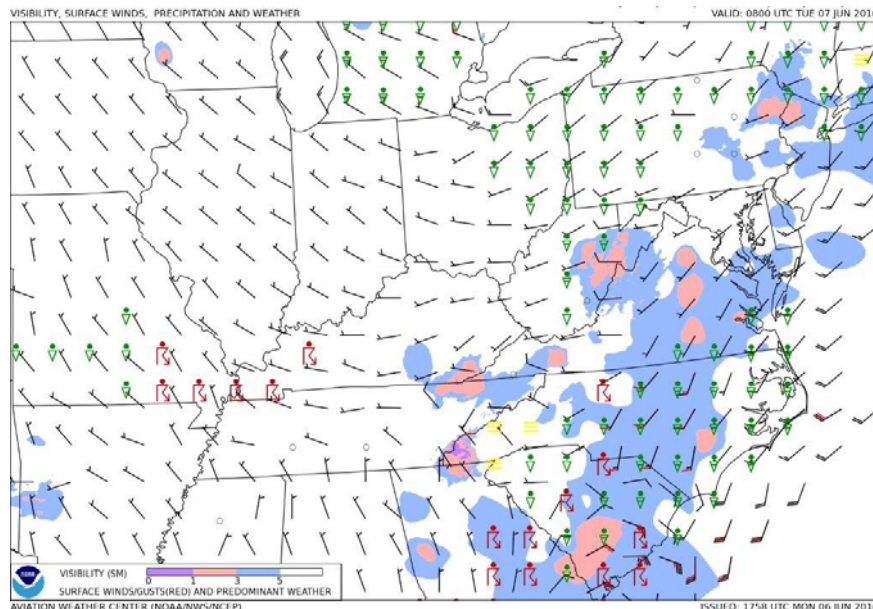 VISIBILITY, SURFACE WINDS, PRECIPITATION AND WEATHER
VALID: 0800 UTC TUE 07 JUN 2016
VISIBILITY (SM)
0 1 3 5
SURFACE WINDS/GUSTS(RED) AND PREDOMINANT WEATHER
AVIATION WEATHER CENTER (NOAA/NWS/NCEP)
ISSUED: 1758 UTC MON 06 JUN 201